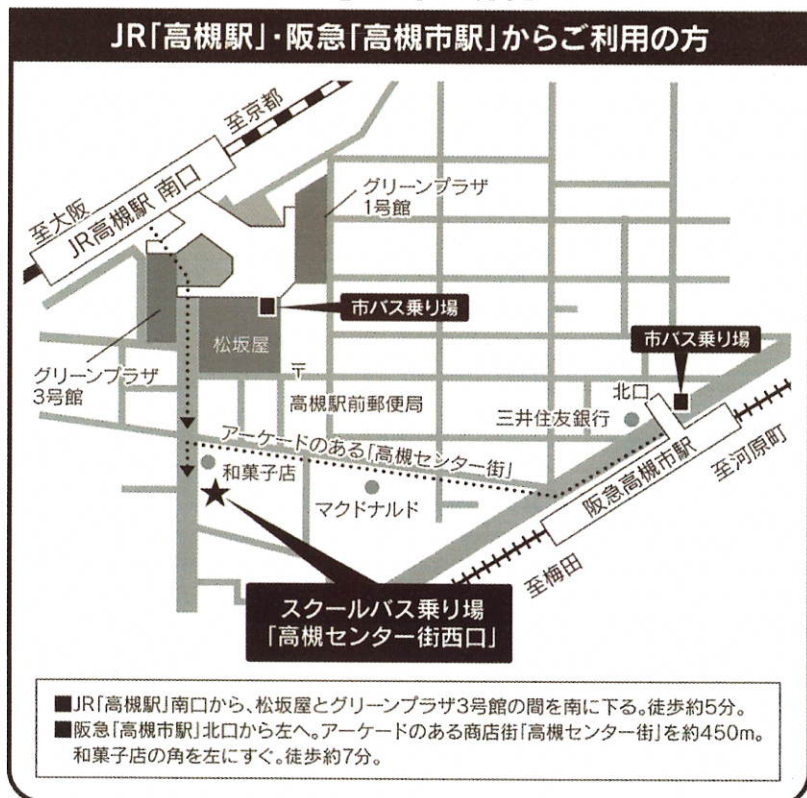 JR「高槻駅」・阪急「高槻市駅」からご利用の方
至京都
至大阪
JR高槻駅 南口
グリーンプラザ
1号館
市バス乗り場
松坂屋
市バス乗り場
グリーンプラザ
3号館
〒
高槻駅前郵便局
北口
三井住友銀行
アーケードのある「高槻センター街」
和菓子店
マクドナルド
阪急高槻市駅
至河原町
至梅田
スクールバス乗り場
「高槻センター街西口」
■JR「高槻駅」南口から、松坂屋とグリーンプラザ3号館の間を南に下る。徒歩約5分。
■阪急「高槻市駅」北口から左へ。アーケードのある商店街「高槻センター街」を約450m。
和菓子店の角を左にすぐ。徒歩約7分。